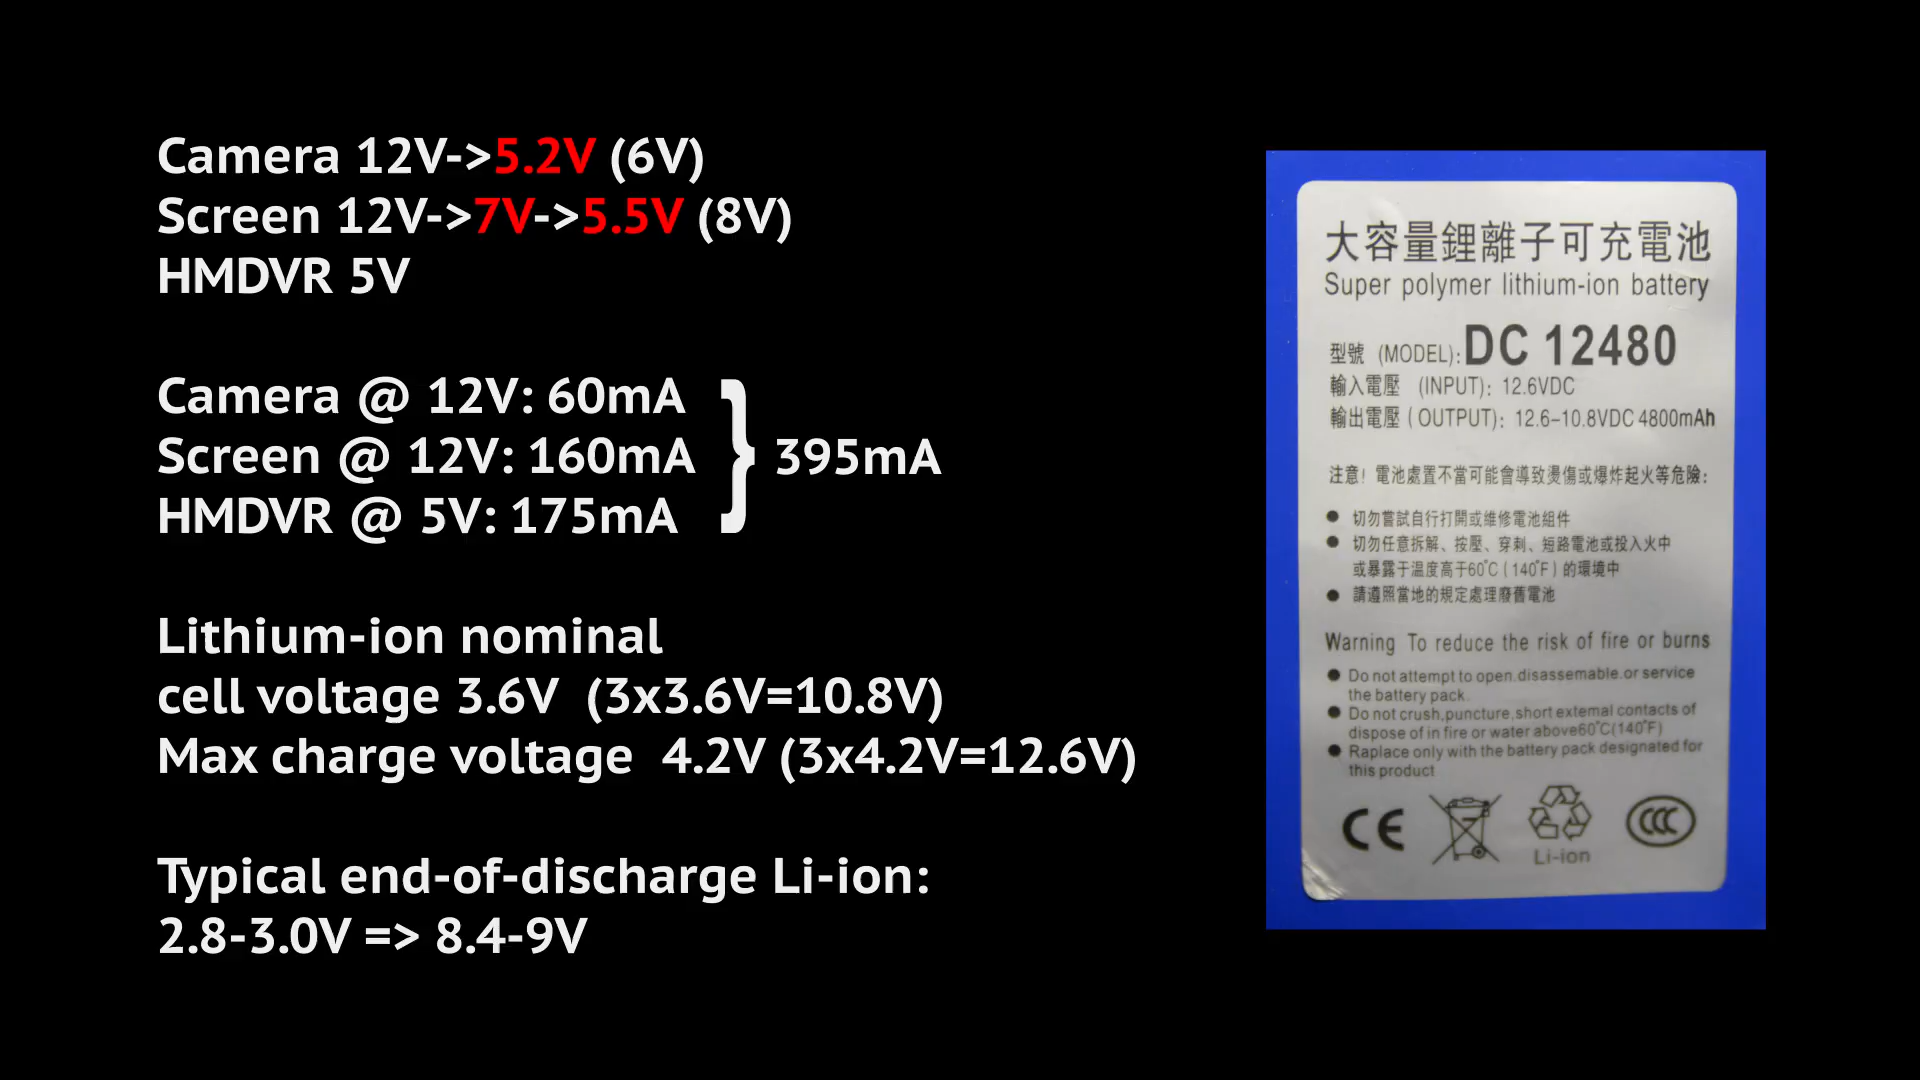 Camera 12V->5.2V (6V)
Screen 12V->7V->5.5V (8V)
HMDVR 5V
Camera @ 12V: 60mA
Screen @ 12V: 160mA
HMDVR @ 5V: 175mA
} 395mA
Lithium-ion nominal
cell voltage 3.6V (3x3.6V=10.8V)
Max charge voltage 4.2V (3x4.2V=12.6V)
Typical end-of-discharge Li-ion:
2.8-3.0V => 8.4-9V
大容量鋰離子可充電池
Super polymer lithium-ion battery
型號 (MODEL): DC 12480
輸入電壓 (INPUT): 12.6VDC
輸出電壓 (OUTPUT): 12.6-10.8VDC 4800mAh
注意! 電池處置不當可能會導致燙傷或爆炸起火等危險:
● 切勿嘗試自行打開或維修電池組件
● 切勿任意拆解、按壓、穿刺、短路電池或投入火中
或暴露于溫度高于60°C (140°F) 的環境中
● 請遵照當地的規定處理廢舊電池
Warning To reduce the risk of fire or burns
● Do not attempt to open.disassemable.or service
the battery pack.
● Do not crush,puncture,short external contacts of
dispose of in fire or water above60°C(140°F)
● Raplace only with the battery pack designated for
this product
CE
Li-ion
CCC